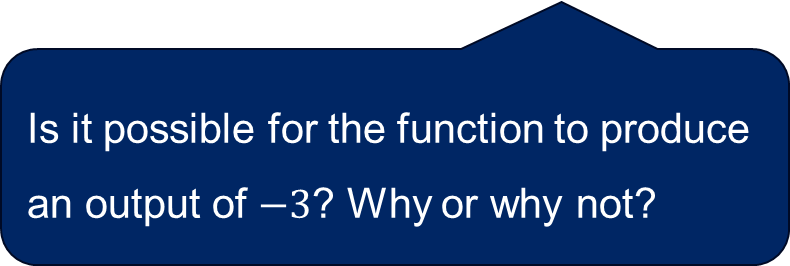 Is it possible for the function to produce
an output of −3? Why or why not?